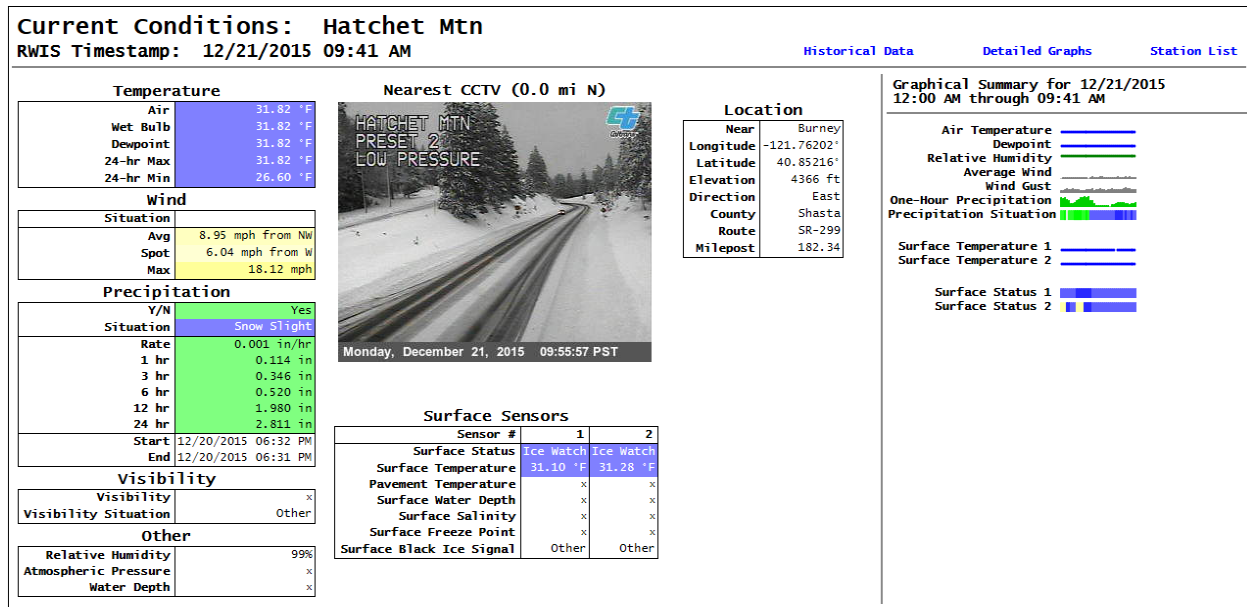 Current Conditions: Hatchet Mtn
RWIS Timestamp: 12/21/2015 09:41 AM
Historical Data Detailed Graphs Station List
Temperature
Air 31.82 °F
Wet Bulb 31.82 °F
Dewpoint 31.82 °F
24-hr Max 31.82 °F
24-hr Min 26.60 °F
Wind
Situation
Avg 8.95 mph from NW
Spot 6.04 mph from W
Max 18.12 mph
Precipitation
Y/N Yes
Situation Snow Slight
Rate 0.001 in/hr
1 hr 0.114 in
3 hr 0.346 in
6 hr 0.520 in
12 hr 1.980 in
24 hr 2.811 in
Start 12/20/2015 06:32 PM
End 12/20/2015 06:31 PM
Visibility
Visibility x
Visibility Situation Other
Other
Relative Humidity 99%
Atmospheric Pressure x
Water Depth x
Nearest CCTV (0.0 mi N)
HATCHET MTN
PRESET 2
LOW PRESSURE
Monday, December 21, 2015 09:55:57 PST
Surface Sensors
Sensor # 1 2
Surface Status Ice Watch Ice Watch
Surface Temperature 31.10 °F 31.28 °F
Pavement Temperature x x
Surface Water Depth x x
Surface Salinity x x
Surface Freeze Point x x
Surface Black Ice Signal Other Other
Location
Near Burney
Longitude -121.76202°
Latitude 40.85216°
Elevation 4366 ft
Direction East
County Shasta
Route SR-299
Milepost 182.34
Graphical Summary for 12/21/2015
12:00 AM through 09:41 AM
Air Temperature
Dewpoint
Relative Humidity
Average Wind
Wind Gust
One-Hour Precipitation
Precipitation Situation
Surface Temperature 1
Surface Temperature 2
Surface Status 1
Surface Status 2